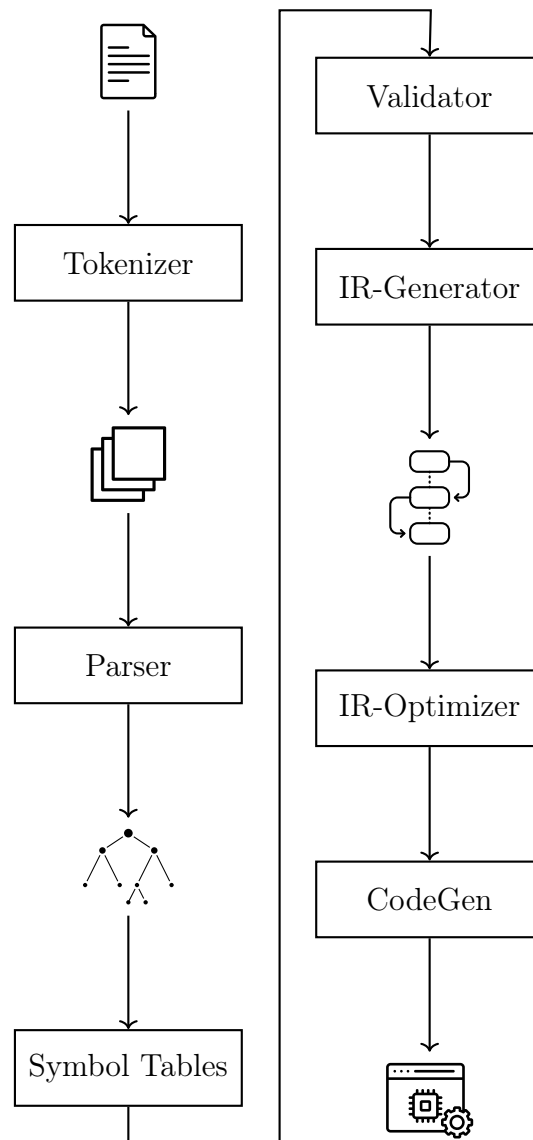 Tokenizer
Parser
Symbol Tables
Validator
IR-Generator
IR-Optimizer
CodeGen